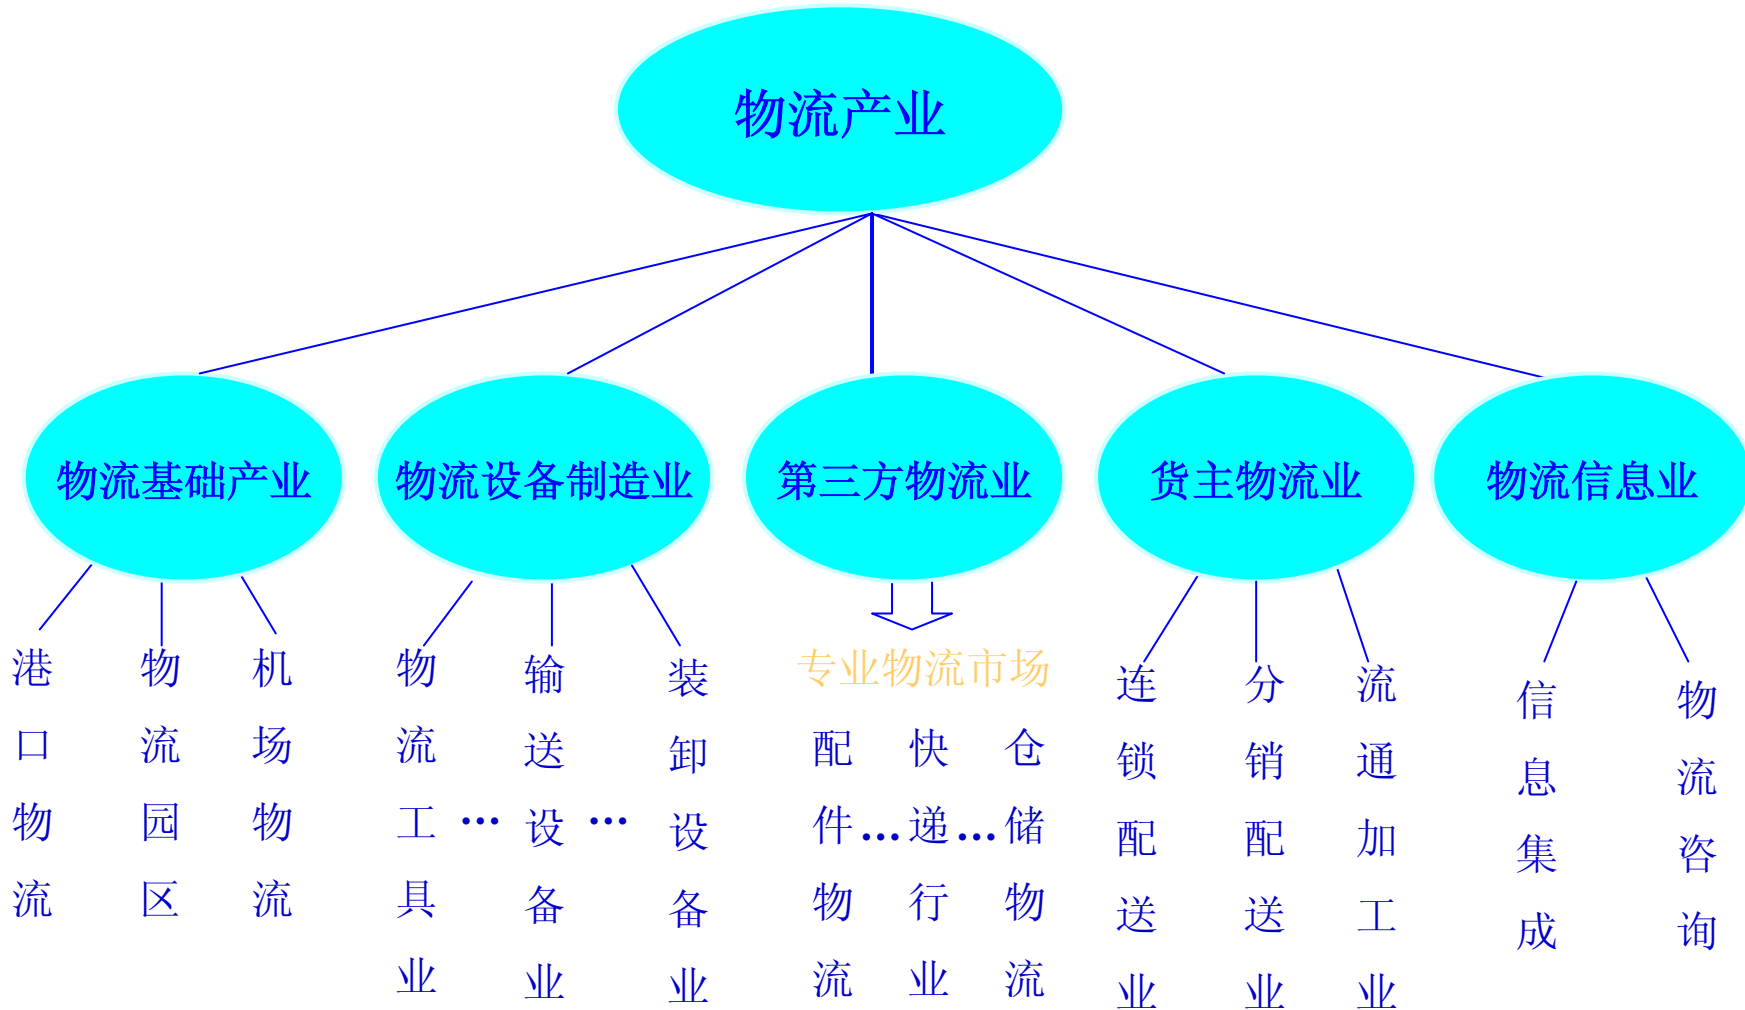 物流产业
物流基础产业
物流设备制造业
第三方物流业
货主物流业
物流信息业
港口物流
物流园区
机场物流
物流工具业
…
输送设备业
…
装卸设备业
专业物流市场
配件物流
…
快递行业
…
仓储物流
连锁配送业
分销配送业
流通加工业
信息集成
物流咨询